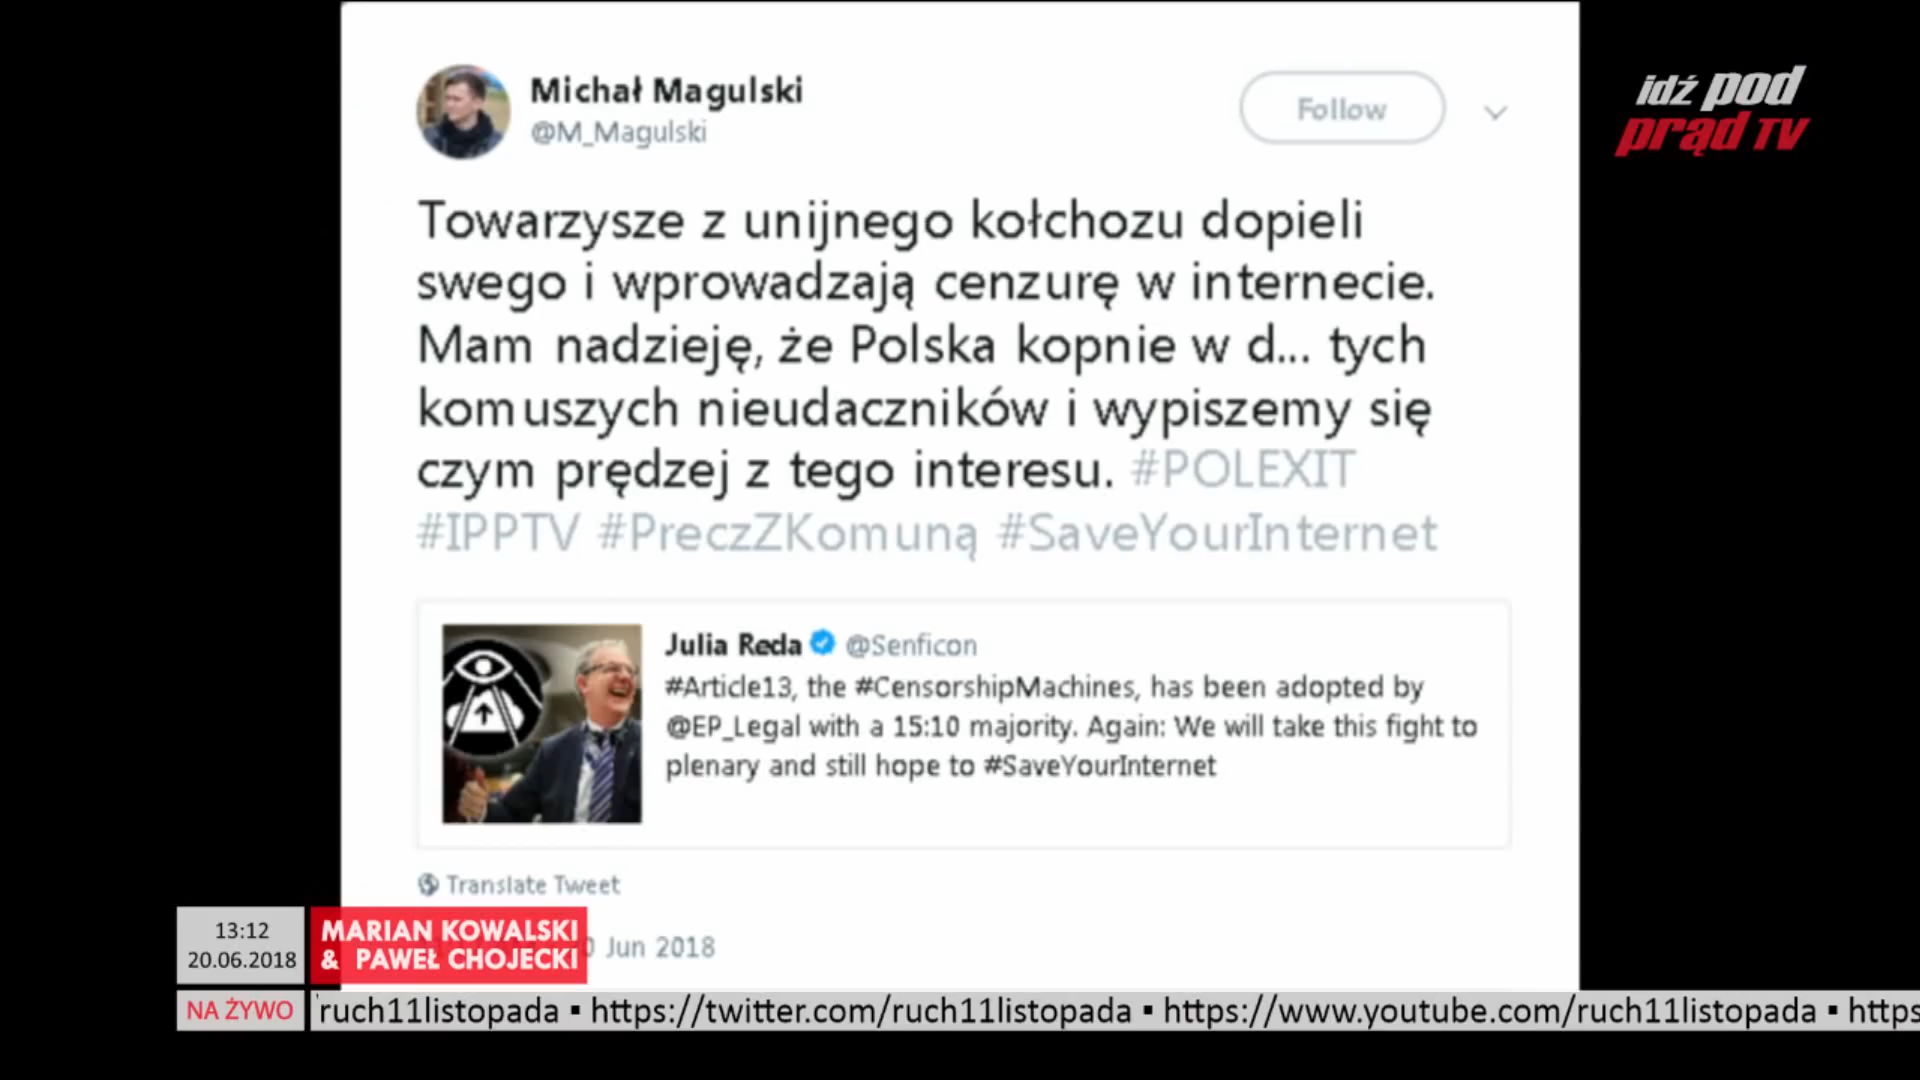 Michał Magulski
@M_Magulski
Follow
idź pod
prąd TV
Towarzysze z unijnego kołchozu dopieli
swego i wprowadzają cenzurę w internecie.
Mam nadzieję, że Polska kopnie w d... tych
komuszych nieudaczników i wypiszemy się
czym prędzej z tego interesu. #POLEXIT
#IPPTV #PreczZKomuną #SaveYourInternet
Julia Reda @Senficon
#Article13, the #CensorshipMachines, has been adopted by
@EP_Legal with a 15:10 majority. Again: We will take this fight to
plenary and still hope to #SaveYourInternet
Translate Tweet
0 Jun 2018
13:12
20.06.2018
MARIAN KOWALSKI
& PAWEŁ CHOJECKI
NA ŻYWO
ruch11listopada ▪ https://twitter.com/ruch11listopada ▪ https://www.youtube.com/ruch11listopada ▪ https